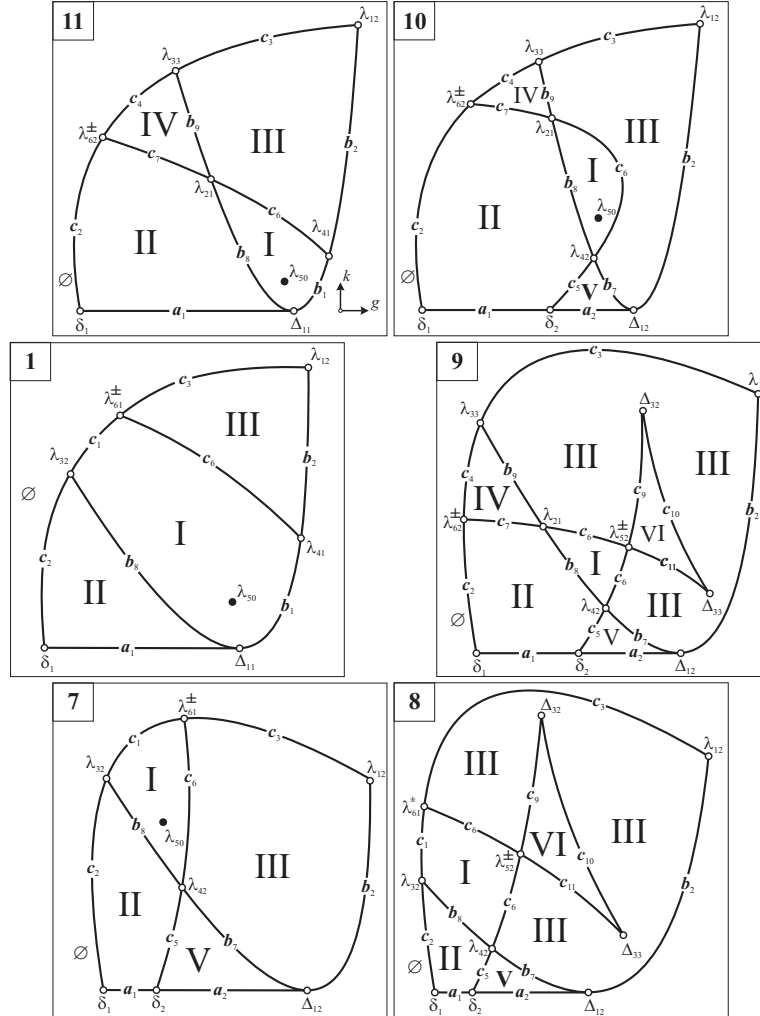 11
λ₁₂
c₃
λ₃₃
c₄
IV
b₉
III
λ₆₂±
c₇
b₂
λ₂₁
c₂
II
c₆
I
b₈
λ₄₁
λ₅₀
∅
b₁
k
g
a₁
δ₁
Δ₁₁
10
λ₁₂
c₃
λ₃₃
c₄
IV
b₉
III
λ₆₂±
c₇
λ₂₁
b₂
c₆
I
b₈
λ₅₀
II
c₂
λ₄₂
∅
c₅
V
b₇
a₁
a₂
δ₁
δ₂
Δ₁₂
1
λ₁₂
c₃
λ₆₁±
c₁
III
b₂
λ₃₂
c₆
∅
I
λ₄₁
c₂
b₈
II
λ₅₀
b₁
a₁
δ₁
Δ₁₁
9
c₃
λ₁
λ₃₃
Δ₃₂
b₉
III
III
c₄
c₉
IV
c₁₀
b₂
λ₆₂±
c₇
λ₂₁
c₆
λ₅₂±
VI
b₈
I
c₁₁
c₂
II
c₆
III
Δ₃₃
λ₄₂
∅
c₅
V
b₇
a₁
a₂
δ₁
δ₂
Δ₁₂
7
λ₆₁±
c₁
c₃
I
λ₃₂
c₆
λ₁₂
b₈
λ₅₀
III
c₂
λ₄₂
b₂
II
c₅
b₇
V
∅
a₁
a₂
δ₁
δ₂
Δ₁₂
8
c₃
Δ₃₂
λ₁₂
III
c₉
III
λ₆₁±
c₆
VI
c₁₀
c₁
λ₅₂±
I
c₁₁
b₂
λ₃₂
b₈
c₆
III
c₂
λ₄₂
Δ₃₃
II
∅
c₅
V
b₇
a₁
a₂
δ₁
δ₂
Δ₁₂